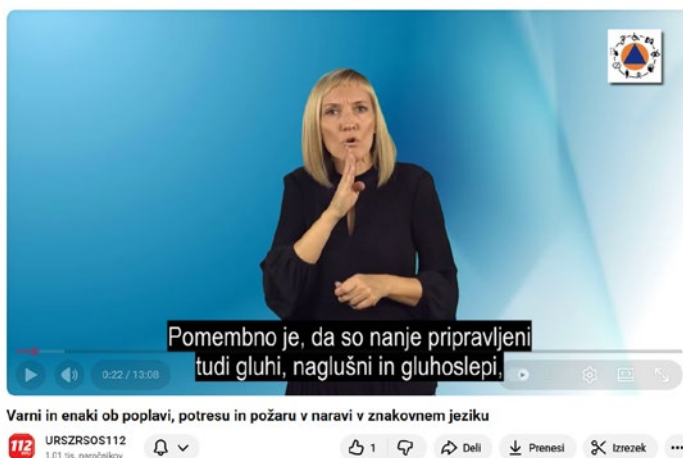 Pomembno je, da so nanje pripravljeni
tudi gluhi, naglušni in gluhoslepi,
0:22 / 13:08
Varni in enaki ob poplavi, potresu in požaru v naravi v znakovnem jeziku
112
URSZRSOS112
1,01 tis. naročnikov
1
Deli
Prenesi
Izrezek